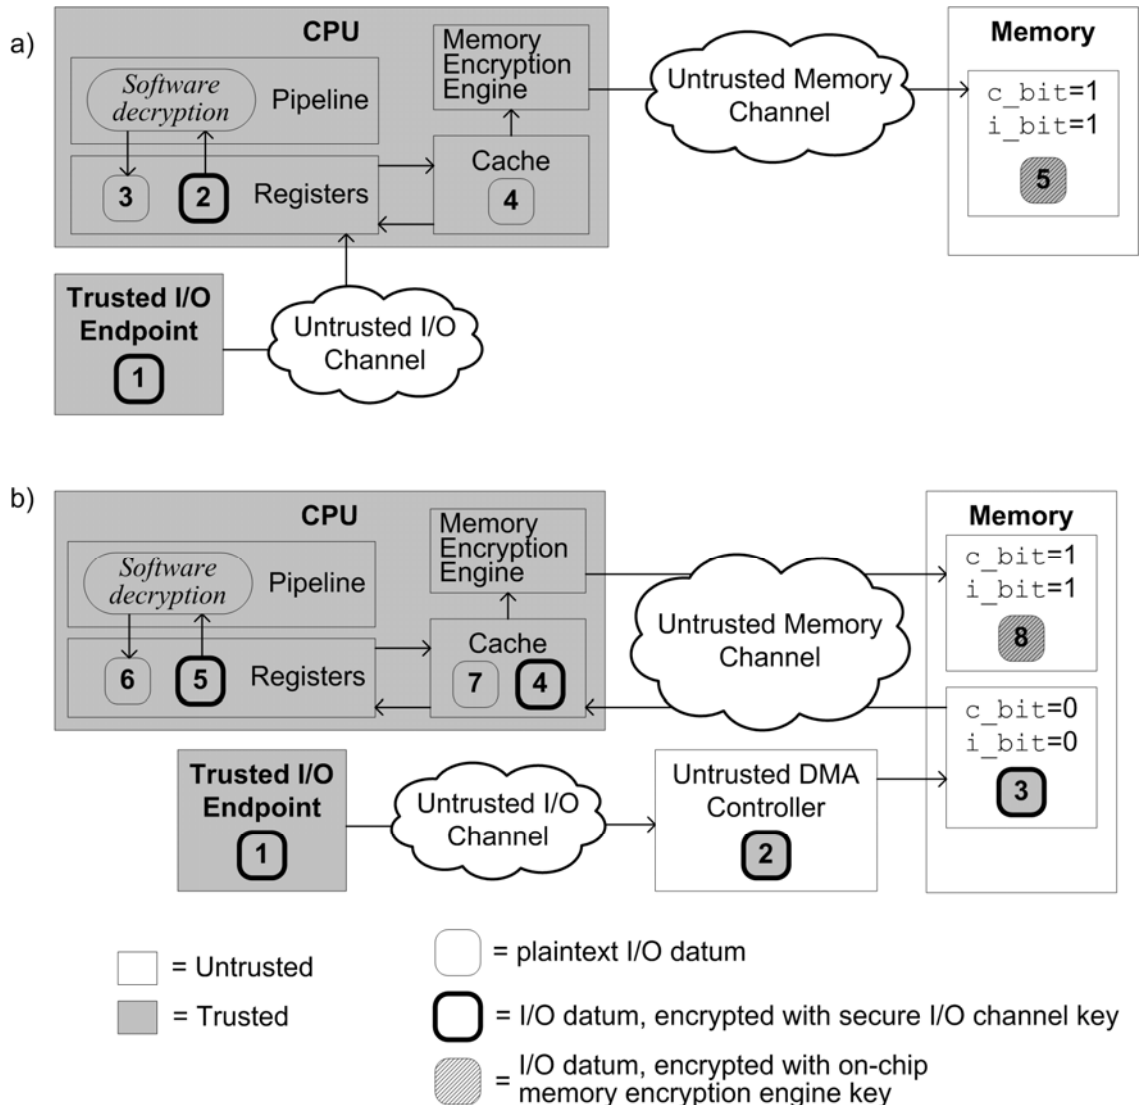 a)
CPU
Software
decryption
Pipeline
3
2
Registers
Memory
Encryption
Engine
Cache
4
Untrusted Memory
Channel
Memory
c_bit=1
i_bit=1
5
Trusted I/O
Endpoint
1
Untrusted I/O
Channel
b)
CPU
Software
decryption
Pipeline
6
5
Registers
Memory
Encryption
Engine
Cache
7
4
Untrusted Memory
Channel
Memory
c_bit=1
i_bit=1
8
c_bit=0
i_bit=0
3
Trusted I/O
Endpoint
1
Untrusted I/O
Channel
Untrusted DMA
Controller
2
= Untrusted
= Trusted
= plaintext I/O datum
= I/O datum, encrypted with secure I/O channel key
= I/O datum, encrypted with on-chip
memory encryption engine key